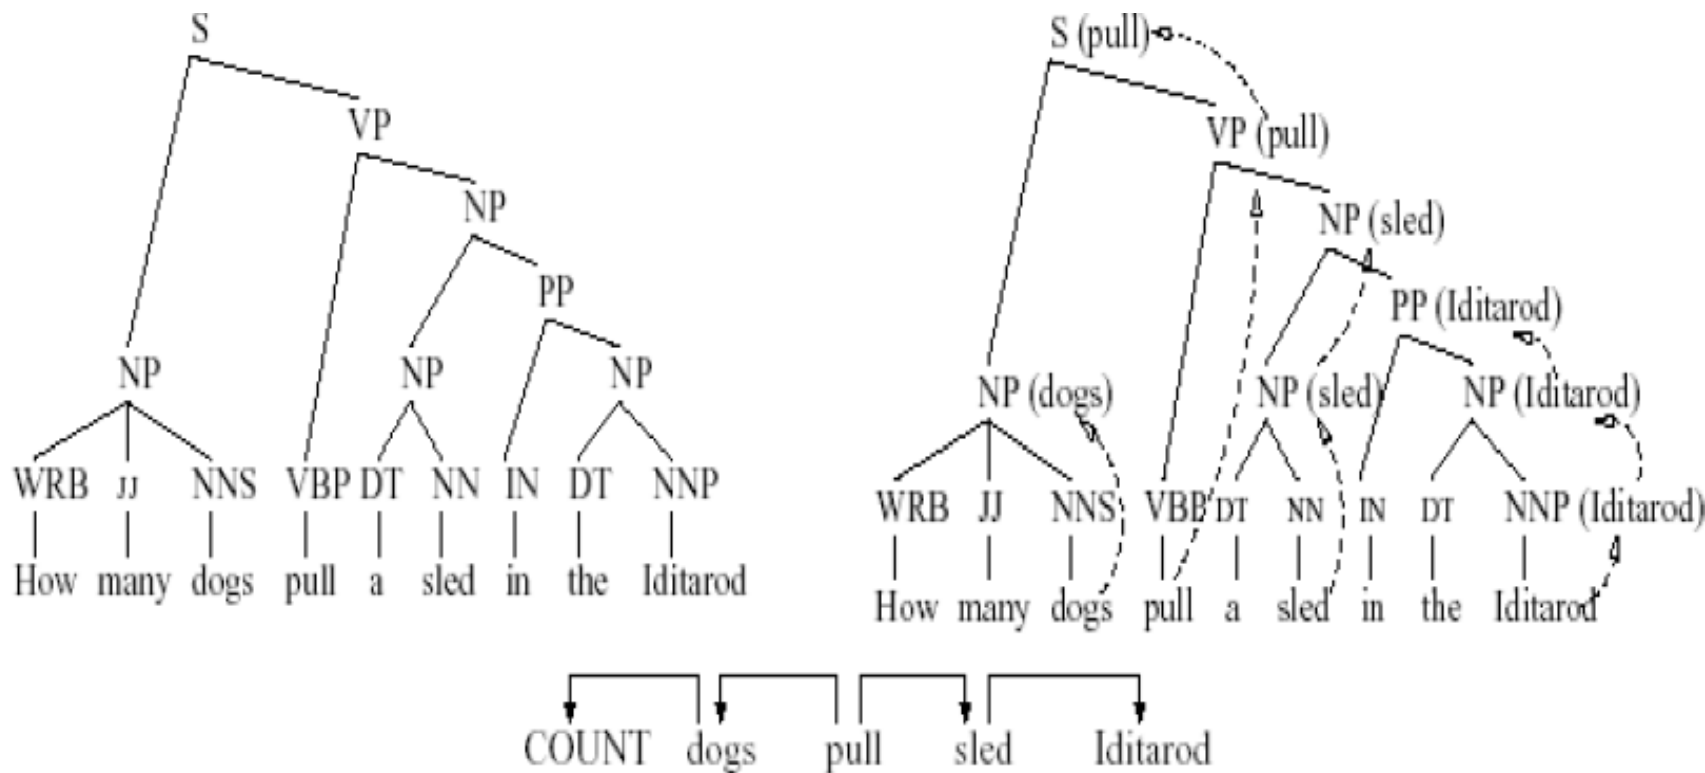 S
VP
NP
PP
NP NP NP
WRB JJ NNS VBP DT NN IN DT NNP
How many dogs pull a sled in the Iditarod
S (pull)
VP (pull)
NP (sled)
PP (Iditarod)
NP (dogs) NP (sled) NP (Iditarod)
WRB JJ NNS VBP DT NN IN DT NNP (Iditarod)
How many dogs pull a sled in the Iditarod
COUNT dogs pull sled Iditarod